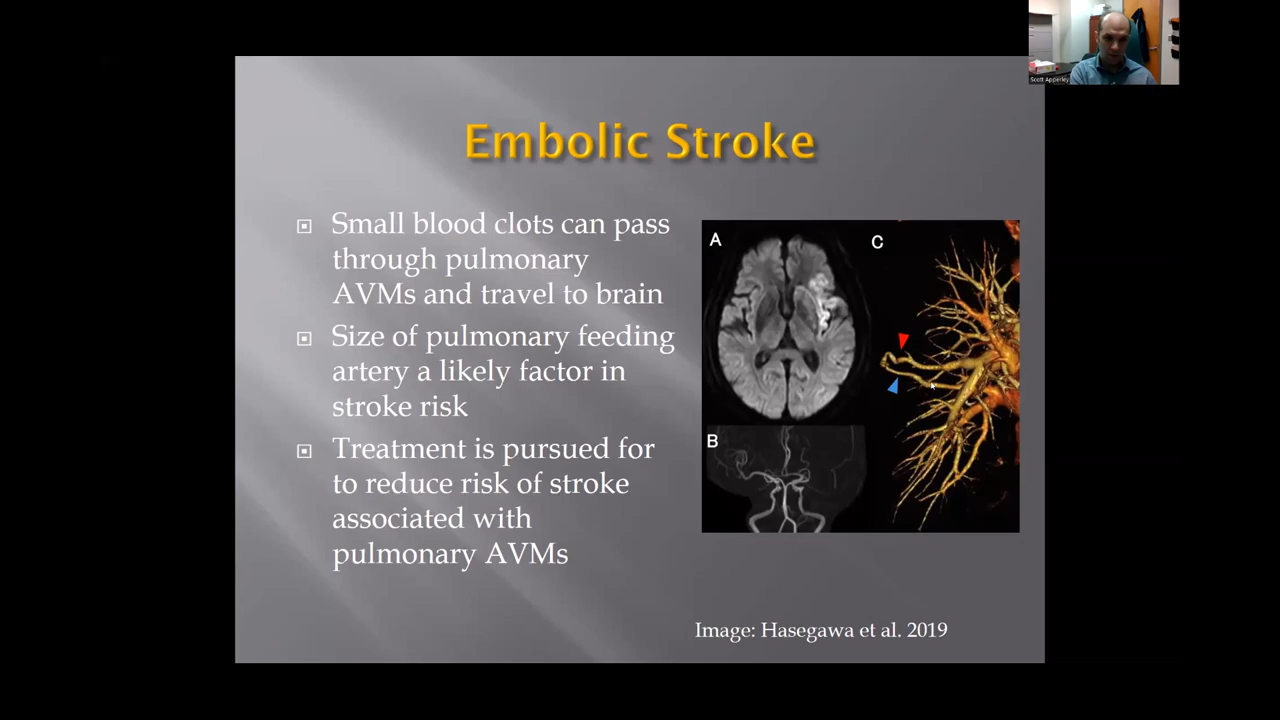 Scott Apperley
Embolic Stroke
Small blood clots can pass
through pulmonary
AVMs and travel to brain
Size of pulmonary feeding
artery a likely factor in
stroke risk
Treatment is pursued for
to reduce risk of stroke
associated with
pulmonary AVMs
A
C
B
Image: Hasegawa et al. 2019